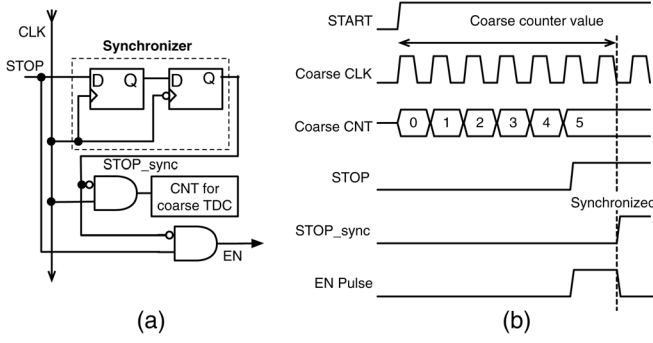 CLK
Synchronizer
STOP
D Q
D Q
STOP_sync
CNT for
coarse TDC
EN
(a)
START
Coarse counter value
Coarse CLK
Coarse CNT
0 1 2 3 4 5
STOP
Synchronized
STOP_sync
EN Pulse
(b)